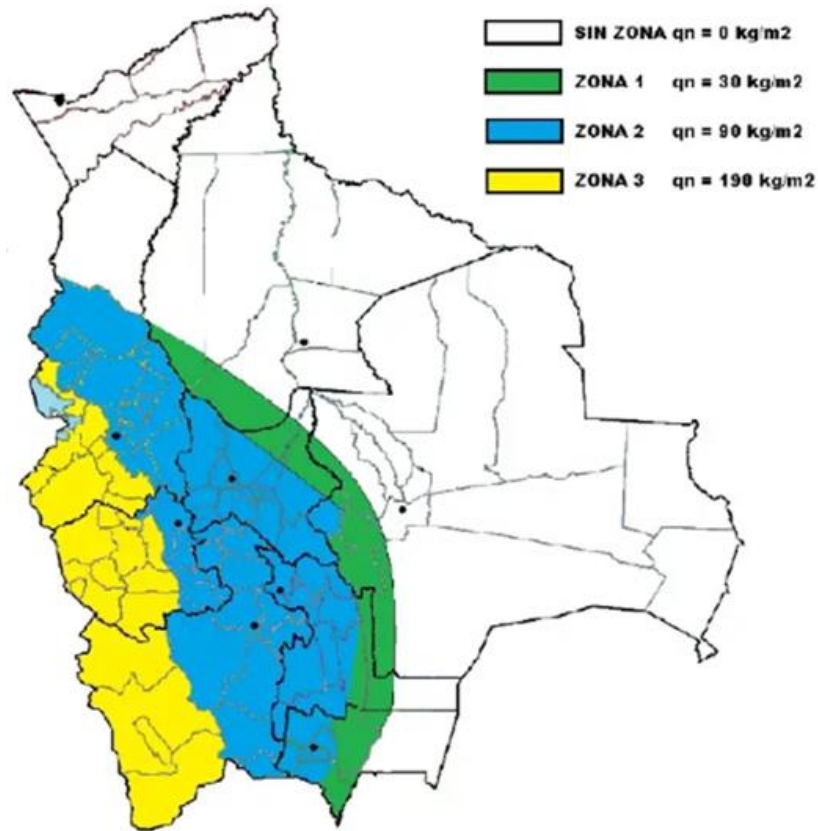 SIN ZONA qn = 0 kg/m2
ZONA 1 qn = 30 kg/m2
ZONA 2 qn = 90 kg/m2
ZONA 3 qn = 190 kg/m2